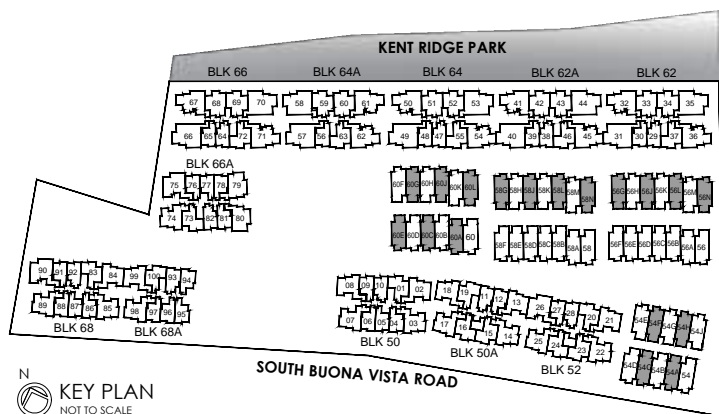 KENT RIDGE PARK
BLK 66 BLK 64A BLK 64 BLK 62A BLK 62
67 68 69 70 58 59 60 61 50 51 52 53 41 42 43 44 32 33 34 35
66 65 64 72 71 57 56 63 62 49 48 47 55 54 40 39 38 46 45 31 30 29 37 36
BLK 66A
75 76 77 78 79 60F 60G 60H 60J 60K 60L 58G 58H 58J 58K 58L 58M 58N 56G 56H 56J 56K 56L 56M 56N
74 73 82 81 80 60E 60D 60C 60B 60A 60 58F 58E 58D 58C 58B 58A 58 56F 56E 56D 56C 56B 56A 56
90 91 92 83 84 99 100 93 94 08 09 10 01 02 18 19 11 12 13 26 27 28 20 21
89 88 87 86 85 98 97 96 95 07 06 05 04 03 17 16 15 14 25 24 23 22 54E 54F 54G 54H 54J
BLK 68 BLK 68A BLK 50 BLK 50A BLK 52 54D 54C 54B 54A 54
SOUTH BUONA VISTA ROAD
N
KEY PLAN
NOT TO SCALE